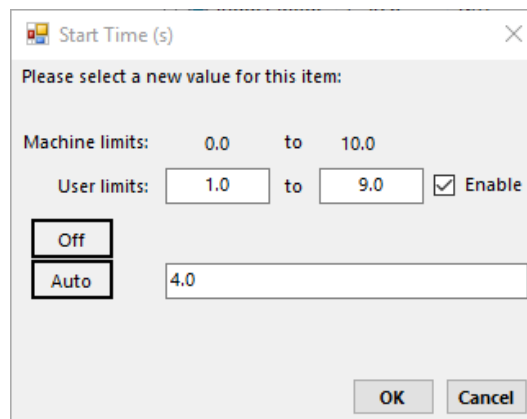 Start Time (s)
Please select a new value for this item:
Machine limits: 0.0 to 10.0
User limits: 1.0 to 9.0 Enable
Off
Auto 4.0
OK Cancel